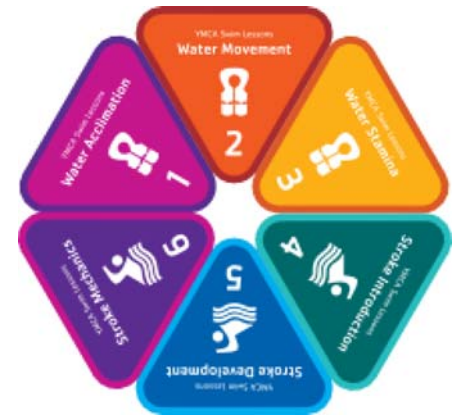 YMCA Swim Lessons
Water Acclimation
1
YMCA Swim Lessons
Water Movement
2
YMCA Swim Lessons
Water Stamina
3
YMCA Swim Lessons
Stroke Introduction
4
YMCA Swim Lessons
Stroke Development
5
YMCA Swim Lessons
Stroke Mechanics
6